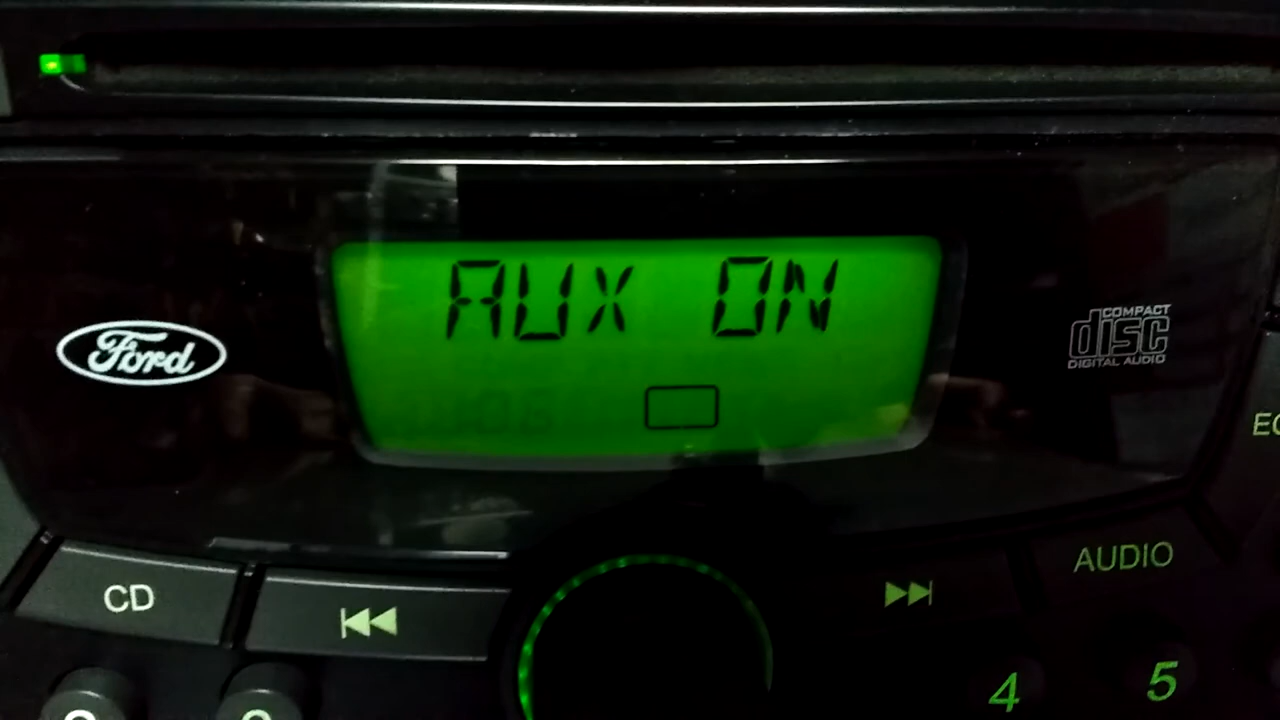 AUX ON
Ford
COMPACT
disc
DIGITAL AUDIO
AUDIO
CD
4
5